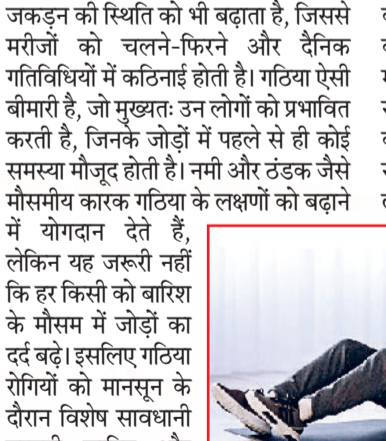 जकड़न की स्थिति को भी बढ़ाता है, जिससे
मरीजों को चलने-फिरने और दैनिक
गतिविधियों में कठिनाई होती है। गठिया ऐसी
बीमारी है, जो मुख्यतः उन लोगों को प्रभावित
करती है, जिनके जोड़ों में पहले से ही कोई
समस्या मौजूद होती है। नमी और ठंडक जैसे
मौसमीय कारक गठिया के लक्षणों को बढ़ाने
में योगदान देते हैं,
लेकिन यह जरूरी नहीं
कि हर किसी को बारिश
के मौसम में जोड़ों का
दर्द बढ़े। इसलिए गठिया
रोगियों को मानसून के
दौरान विशेष सावधानी